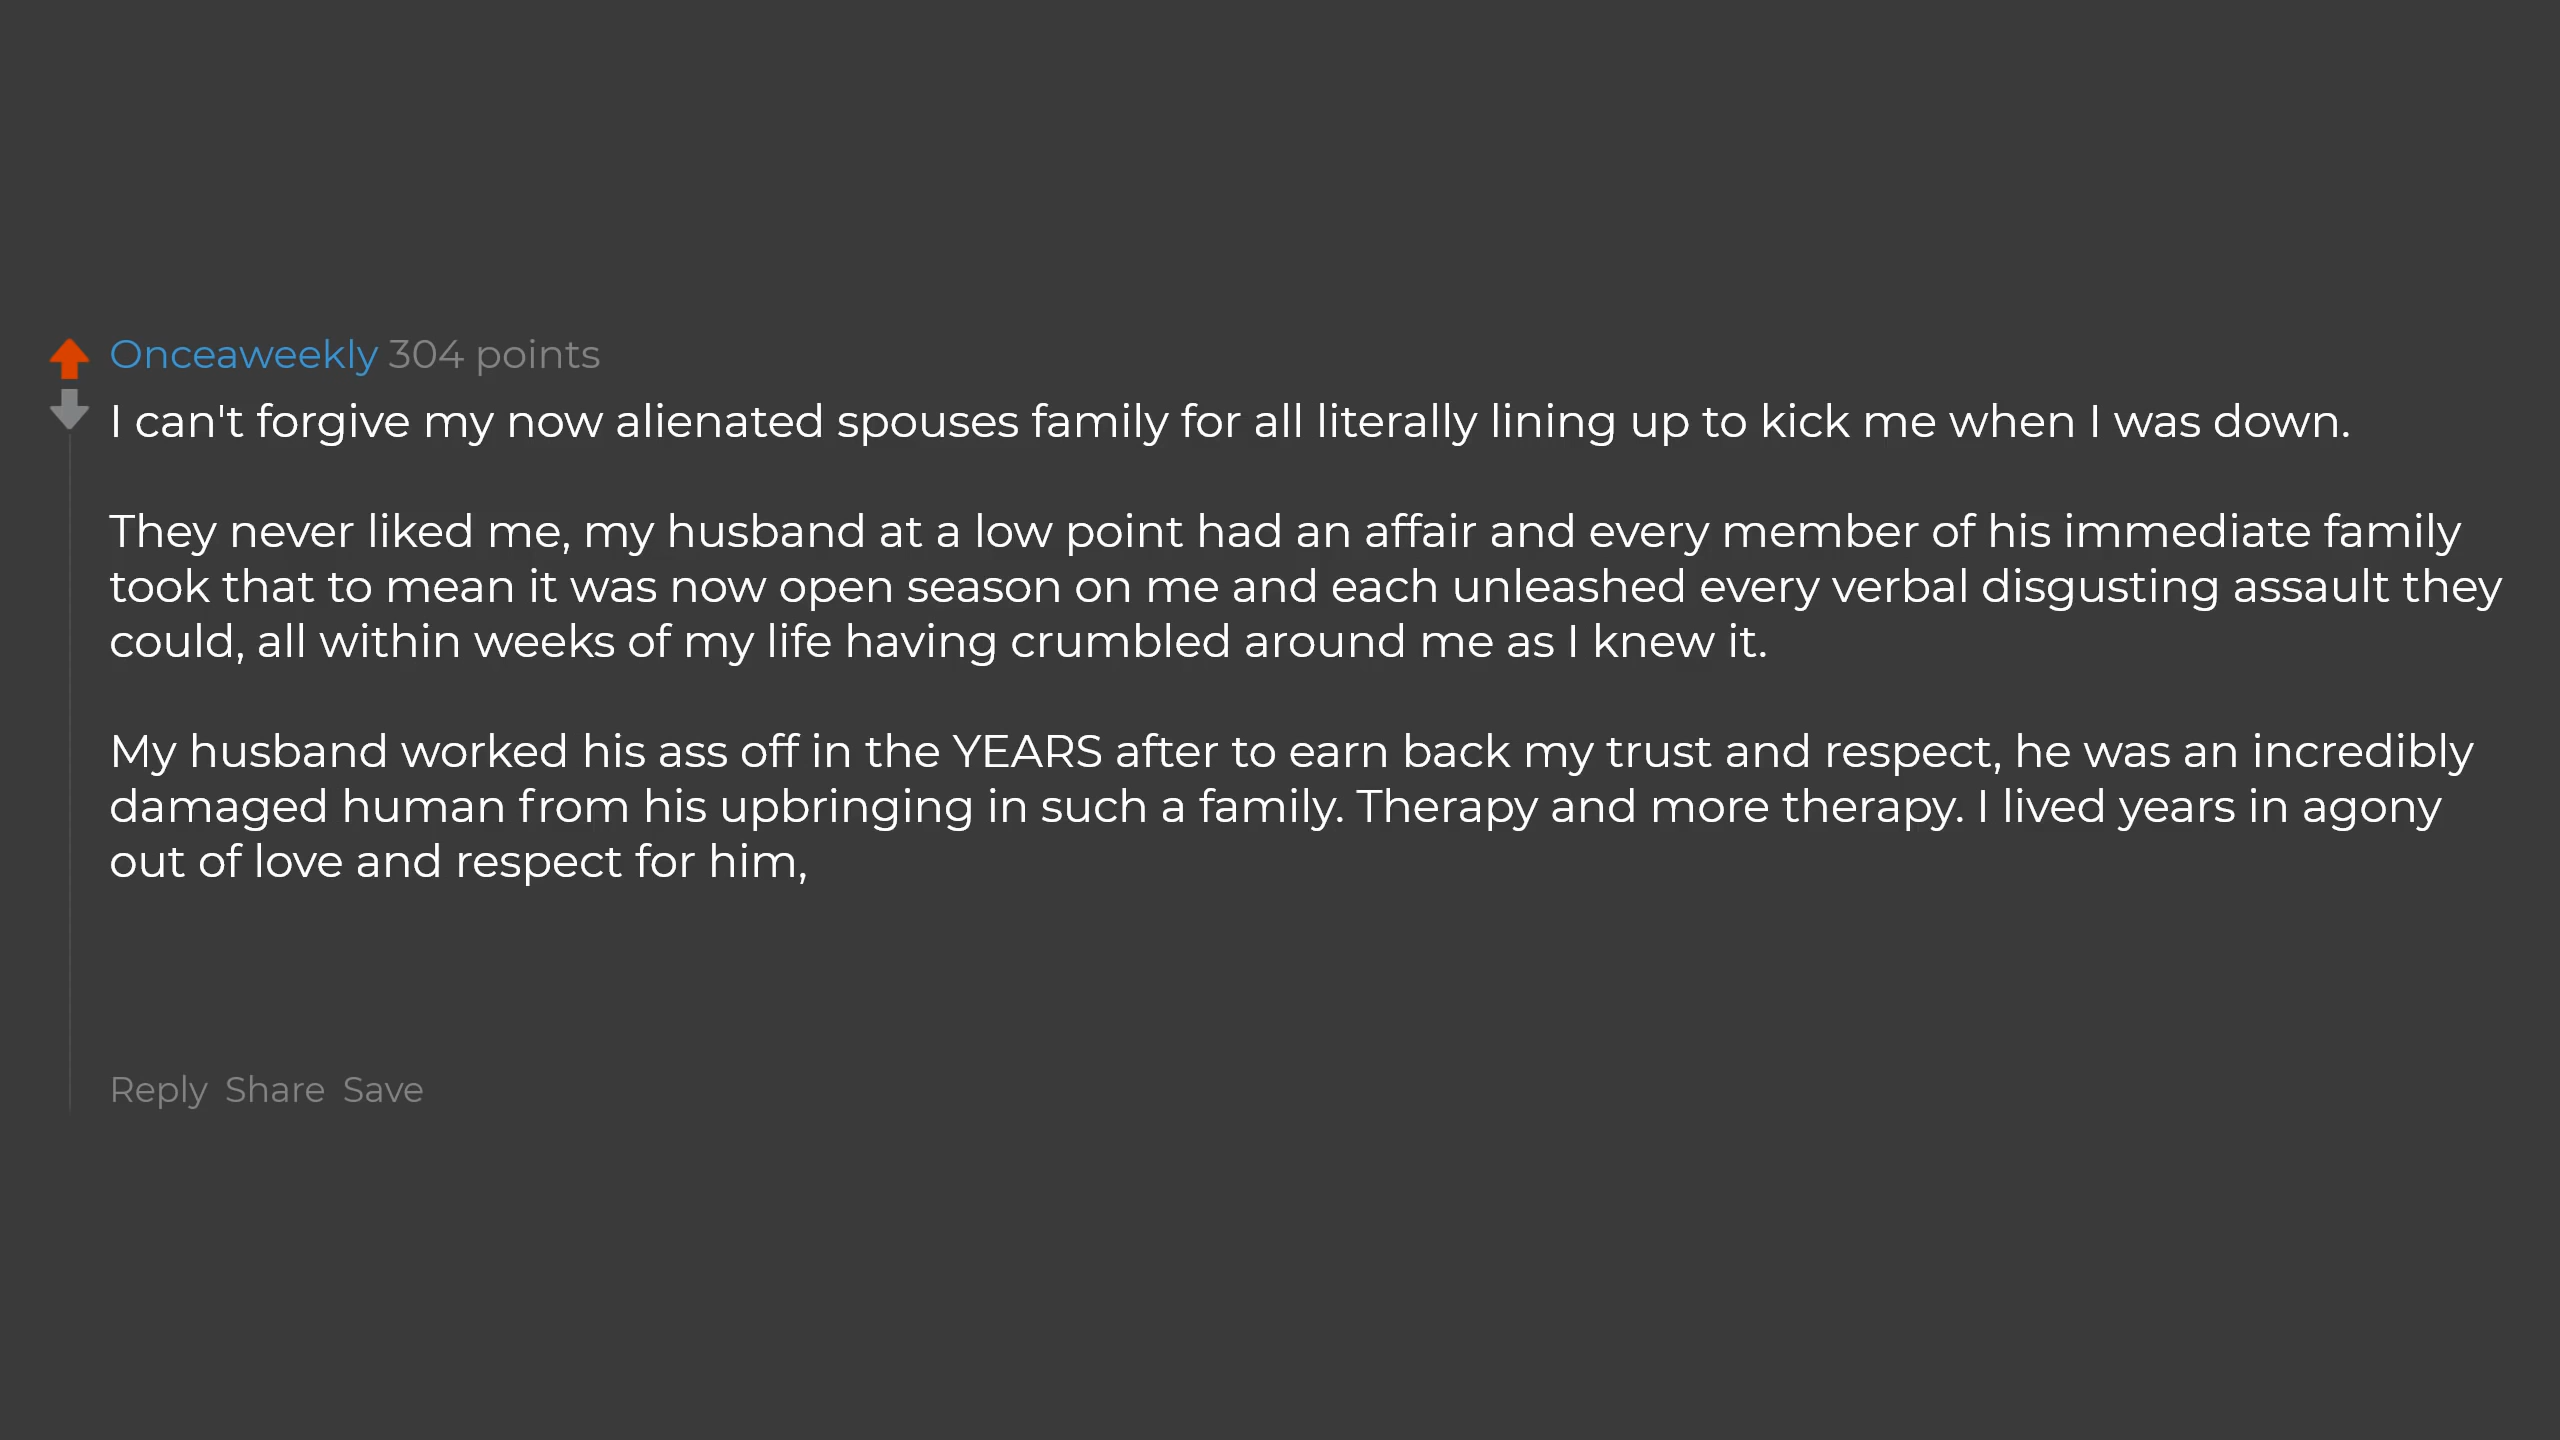 Onceaweekly 304 points
I can't forgive my now alienated spouses family for all literally lining up to kick me when I was down.
They never liked me, my husband at a low point had an affair and every member of his immediate family
took that to mean it was now open season on me and each unleashed every verbal disgusting assault they
could, all within weeks of my life having crumbled around me as I knew it.
My husband worked his ass off in the YEARS after to earn back my trust and respect, he was an incredibly
damaged human from his upbringing in such a family. Therapy and more therapy. I lived years in agony
out of love and respect for him,
Reply Share Save